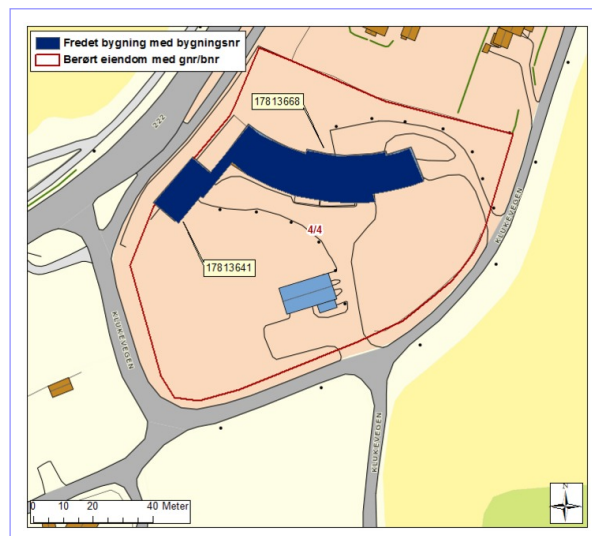 Fredet bygning med bygningsnr
Berørt eiendom med gnr/bnr
222
17813668
KLUKEVEGEN
4/4
17813641
KLUKEVEGEN
KLUKEVEGEN
N
0 10 20 40 Meter